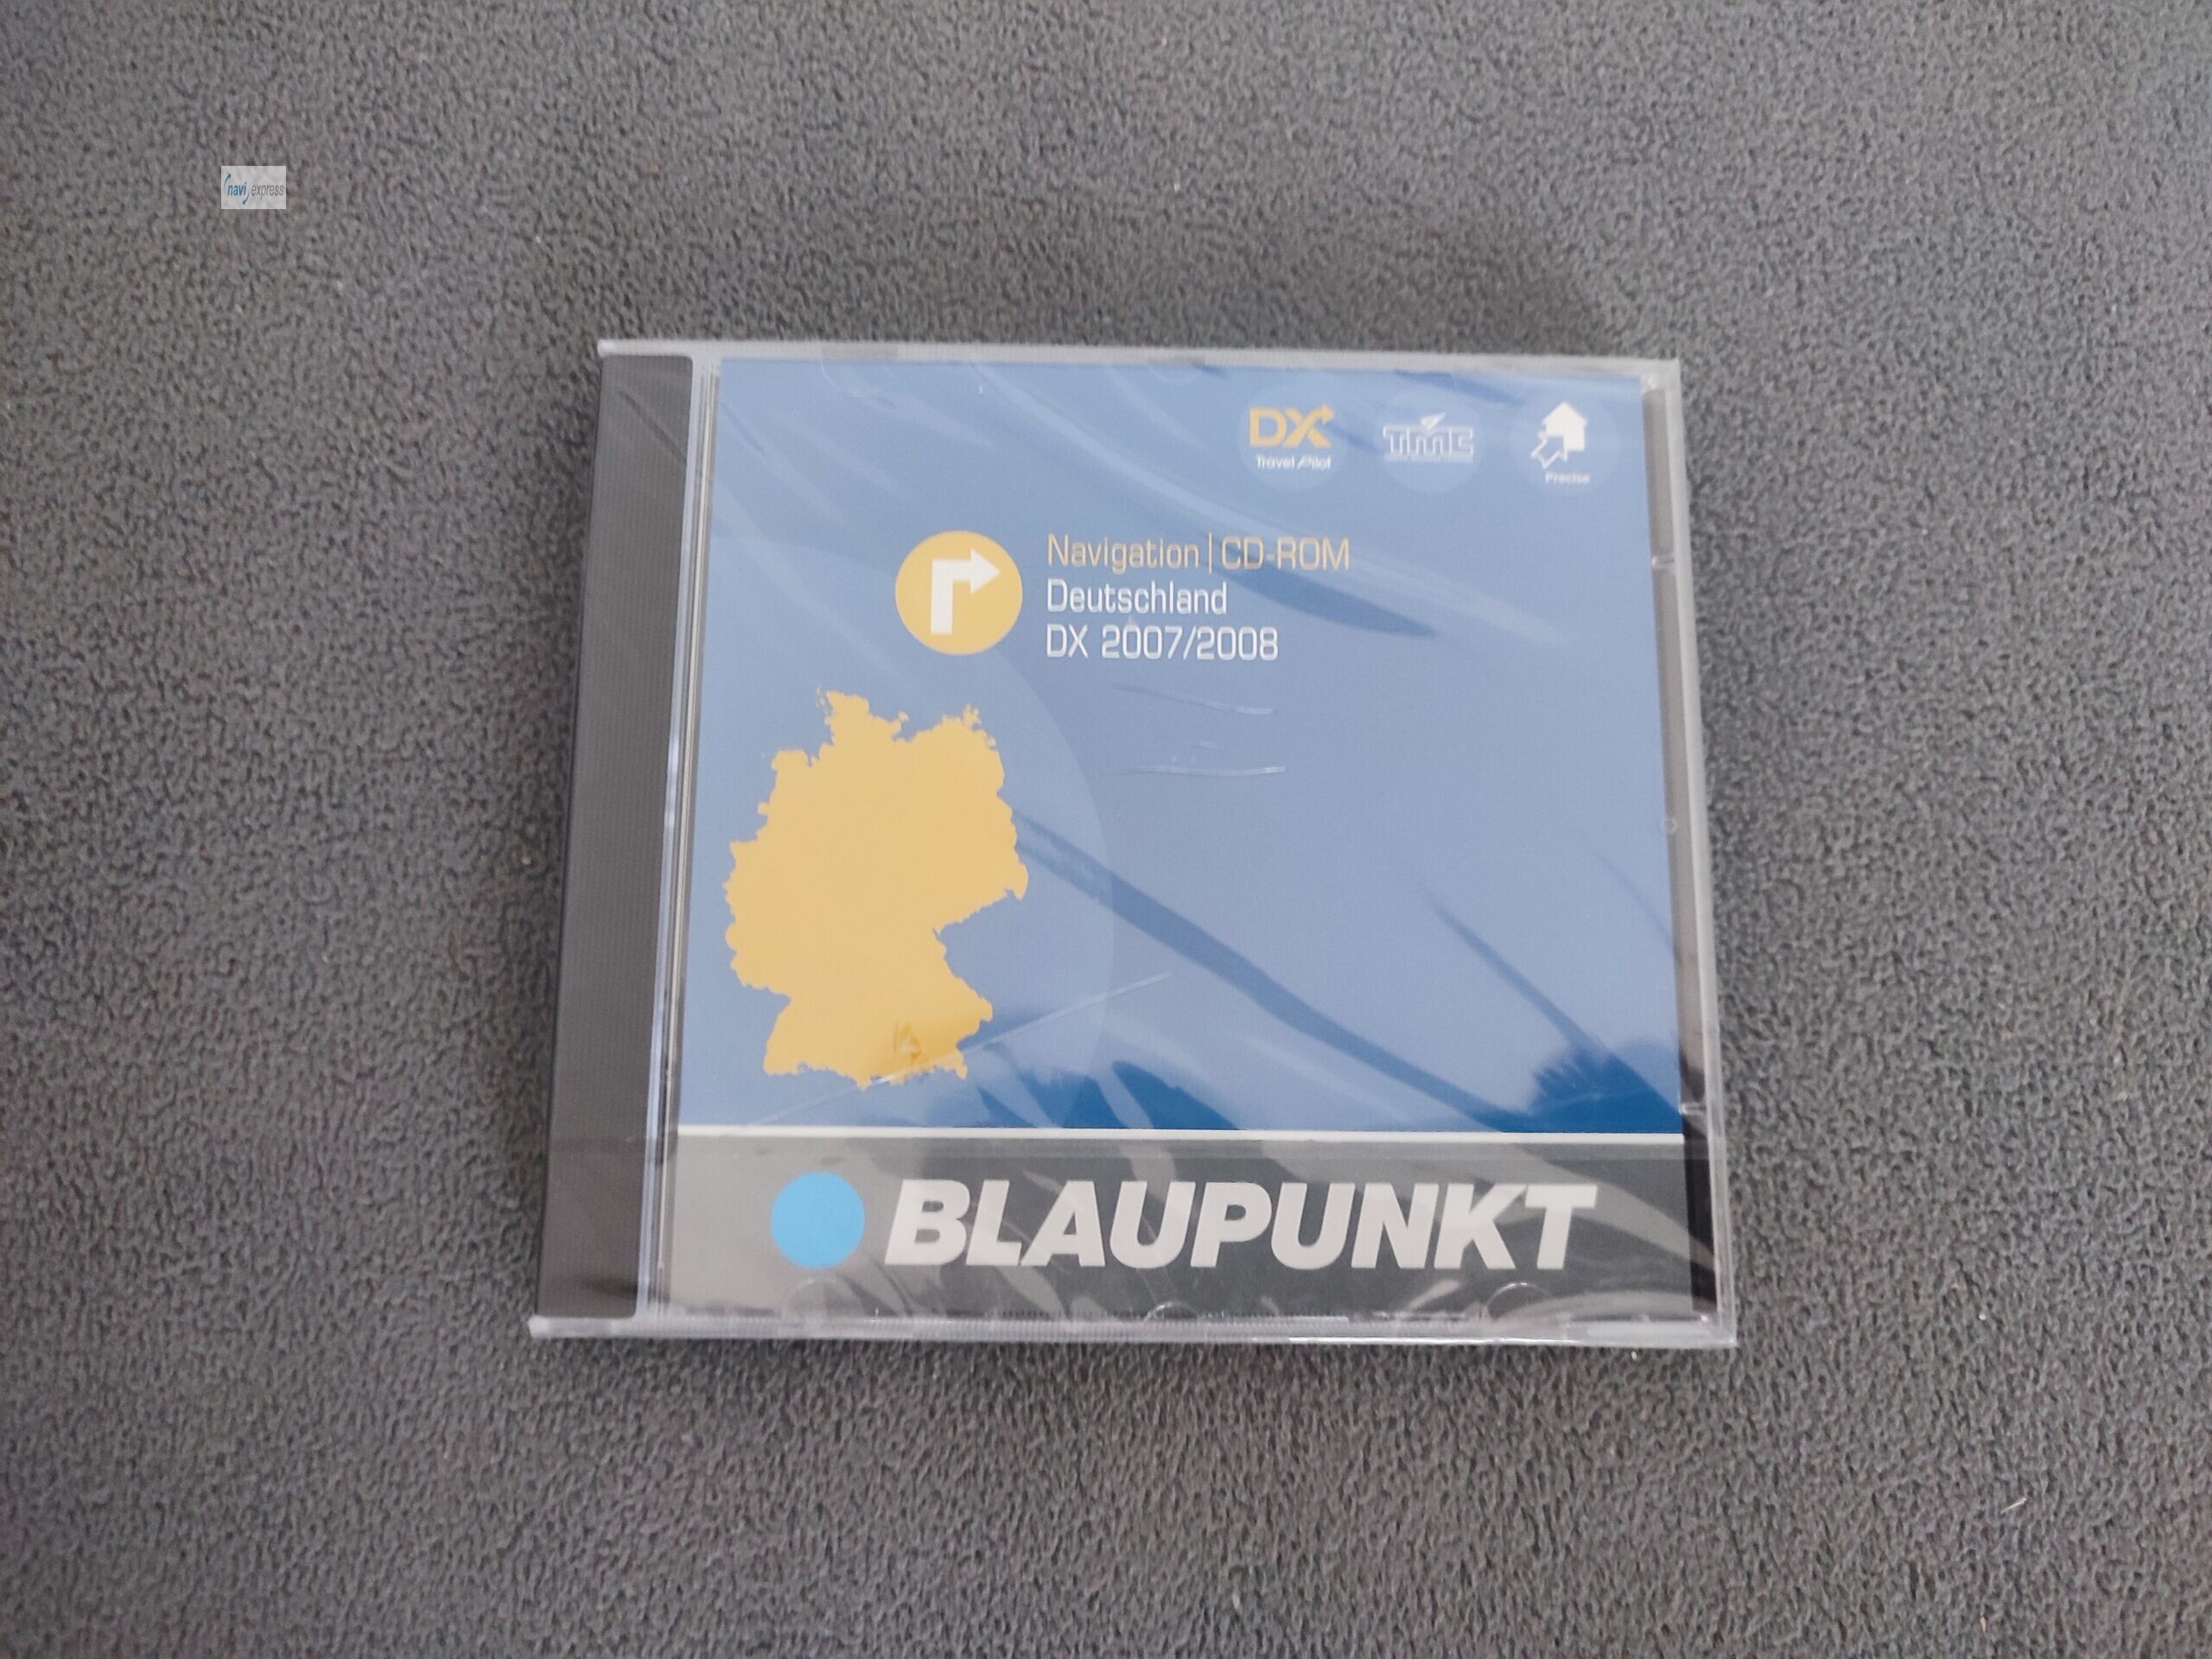 navi express
DX
Travel Pilot
TMC
Precise
Navigation | CD-ROM
Deutschland
DX 2007/2008
BLAUPUNKT